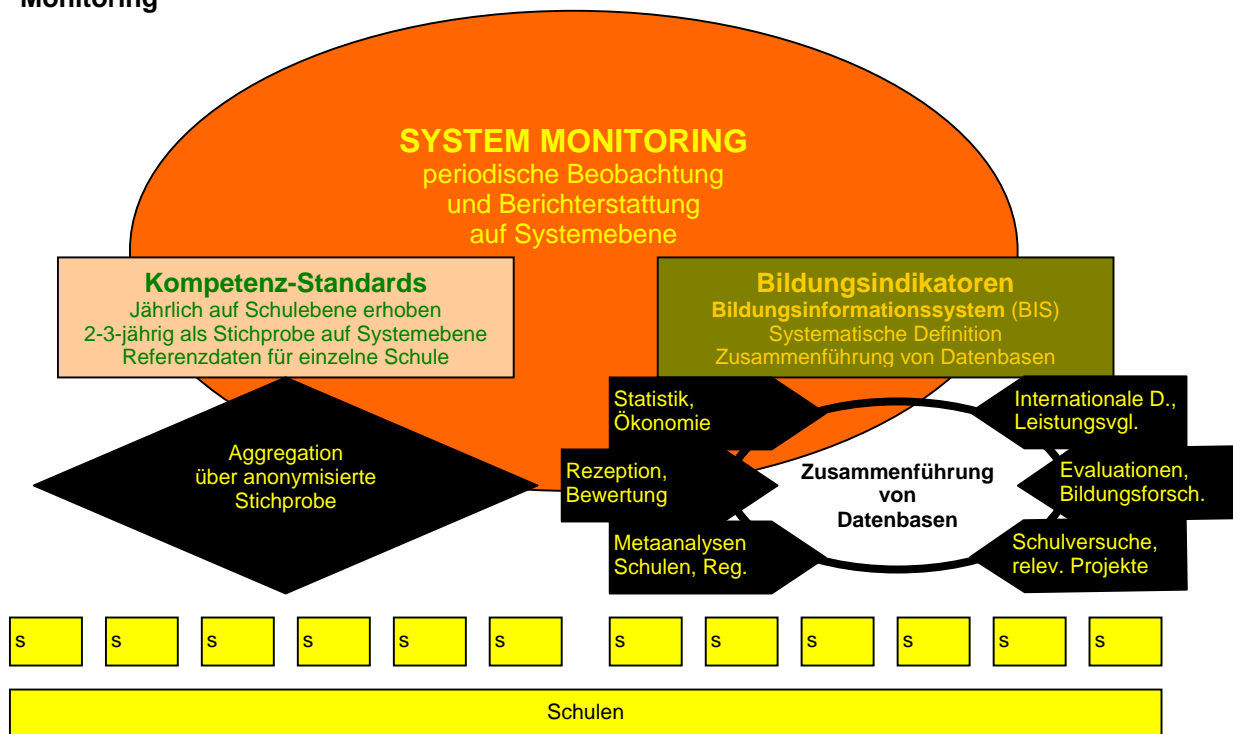 Monitoring
SYSTEM MONITORING
periodische Beobachtung
und Berichterstattung
auf Systemebene
Kompetenz-Standards
Jährlich auf Schulebene erhoben
2-3-jährig als Stichprobe auf Systemebene
Referenzdaten für einzelne Schule
Bildungsindikatoren
Bildungsinformationssystem (BIS)
Systematische Definition
Zusammenführung von Datenbasen
Aggregation
über anonymisierte
Stichprobe
Statistik,
Ökonomie
Rezeption,
Bewertung
Metaanalysen
Schulen, Reg.
Zusammenführung
von
Datenbasen
Internationale D.,
Leistungsvgl.
Evaluationen,
Bildungsforsch.
Schulversuche,
relev. Projekte
s s s s s s s s s s s s
Schulen